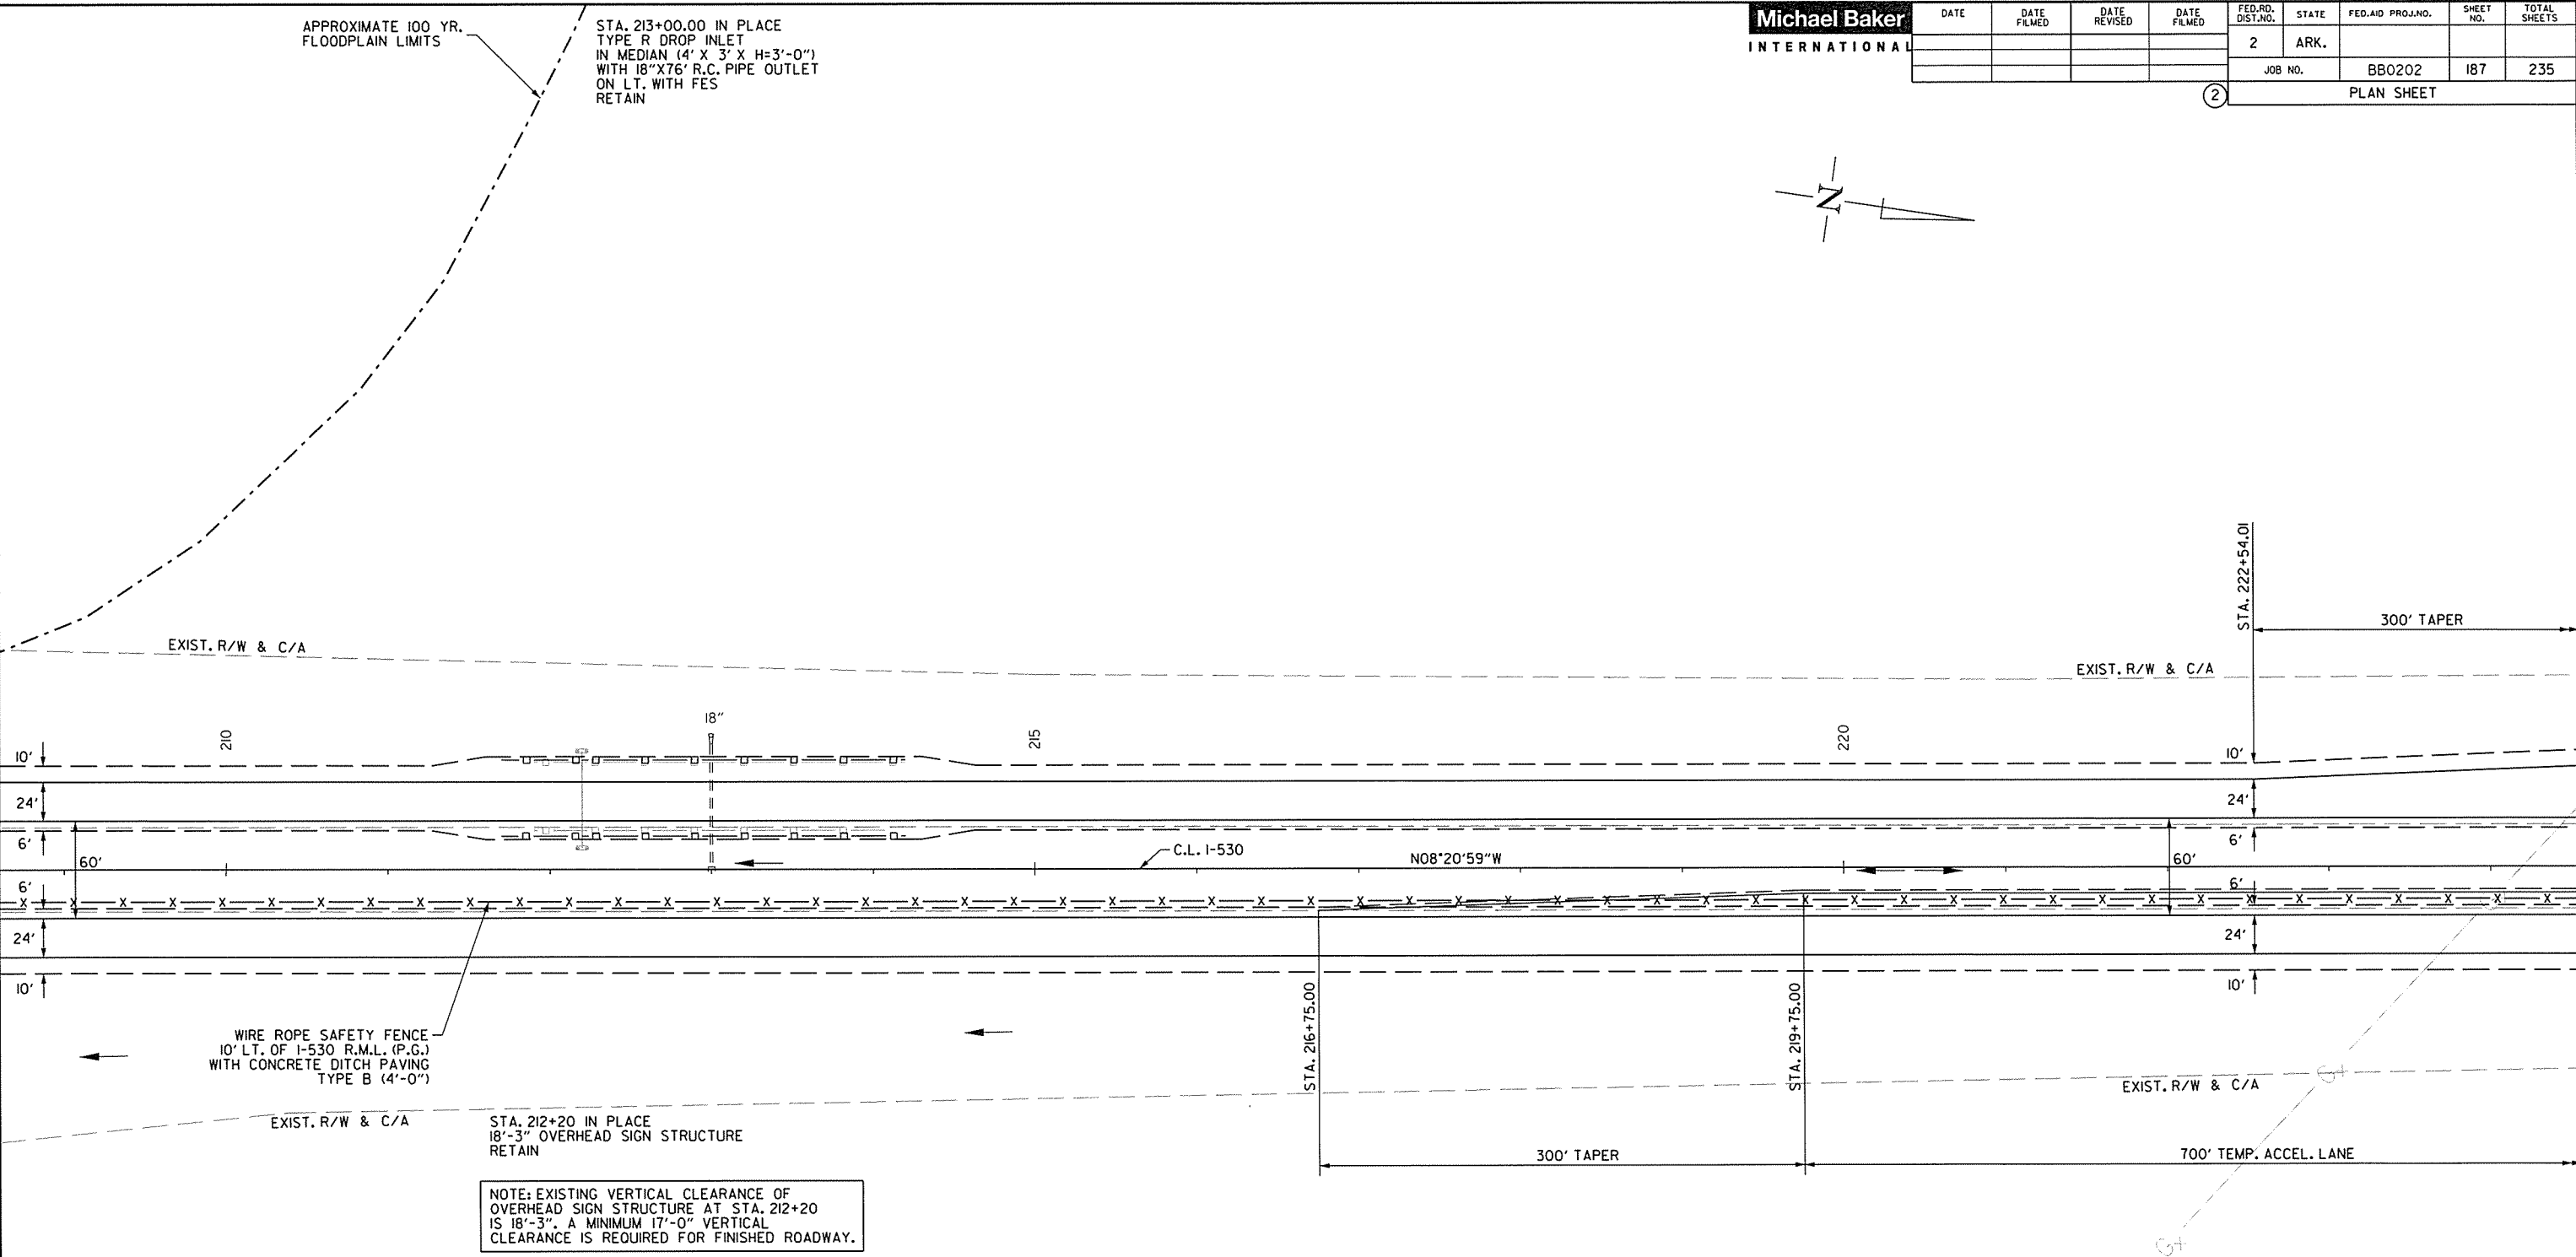 APPROXIMATE 100 YR.
FLOODPLAIN LIMITS
STA. 213+00.00 IN PLACE
TYPE R DROP INLET
IN MEDIAN (4' X 3' X H=3'-0")
WITH 18"X76' R.C. PIPE OUTLET
ON LT. WITH FES
RETAIN
Michael Baker
INTERNATIONAL
DATE
DATE FILMED
DATE REVISED
DATE FILMED
FED.RD. DIST.NO.
STATE
FED.AID PROJ.NO.
SHEET NO.
TOTAL SHEETS
2
ARK.
JOB NO.
BB0202
187
235
2
PLAN SHEET
N
STA. 222+54.01
300' TAPER
EXIST. R/W & C/A
EXIST. R/W & C/A
210
18"
215
220
10'
10'
24'
24'
6'
6'
60'
C.L. I-530
N08°20'59"W
60'
6'
6'
X X X X X X X X X X X X X X X X X X X X X X X X X X X X X X X X X X X X X X X X X X X X X X X X X X X X
24'
24'
10'
10'
STA. 216+75.00
STA. 219+75.00
WIRE ROPE SAFETY FENCE
10' LT. OF I-530 R.M.L. (P.G.)
WITH CONCRETE DITCH PAVING
TYPE B (4'-0")
EXIST. R/W & C/A
EXIST. R/W & C/A
STA. 212+20 IN PLACE
18'-3" OVERHEAD SIGN STRUCTURE
RETAIN
300' TAPER
700' TEMP. ACCEL. LANE
NOTE: EXISTING VERTICAL CLEARANCE OF
OVERHEAD SIGN STRUCTURE AT STA. 212+20
IS 18'-3". A MINIMUM 17'-0" VERTICAL
CLEARANCE IS REQUIRED FOR FINISHED ROADWAY.